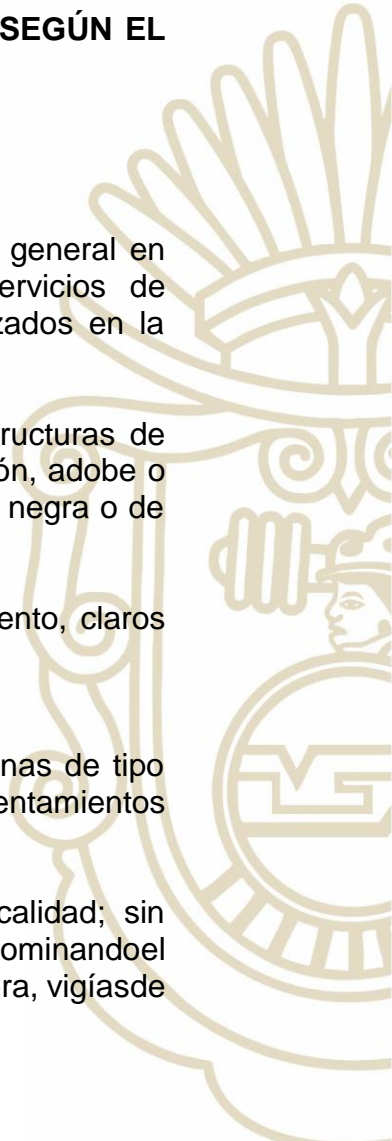 SEGÚN EL
general en
ervicios de
zados en la
ructuras de
ón, adobe o
negra o de
ento, claros
nas de tipo
entamientos
calidad; sin
ominandoel
ra, vigíasde